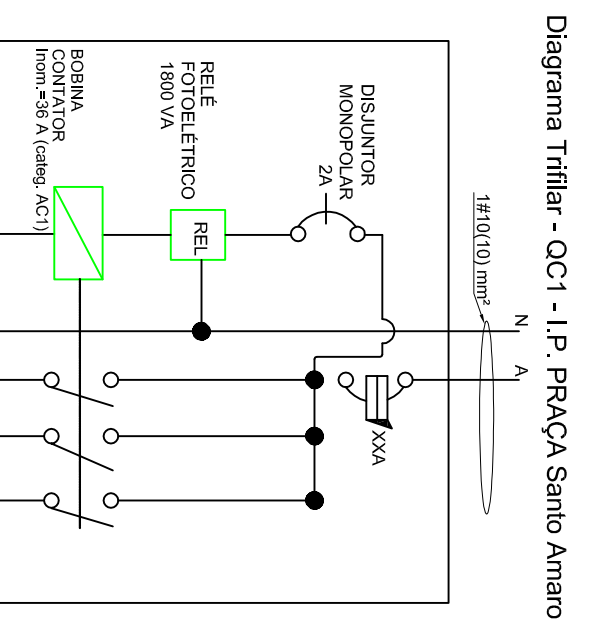 Diagrama Trifilar - QC1 - I.P. PRAÇA Santo Amaro
1#10(10) mm²
N
A
DISJUNTOR
MONOPOLAR
2A
XXA
RELÉ
FOTOELÉTRICO
1800 VA
REL
BOBINA
CONTATOR
Inom.=36 A (categ. AC1)